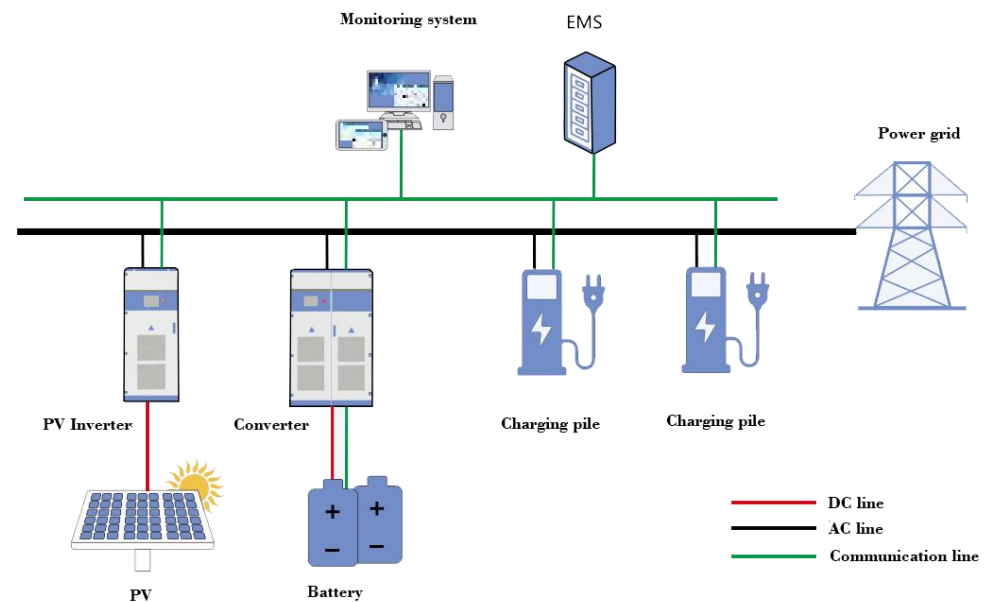 Monitoring system
EMS
Power grid
PV Inverter
Converter
Charging pile
Charging pile
DC line
AC line
Communication line
PV
Battery